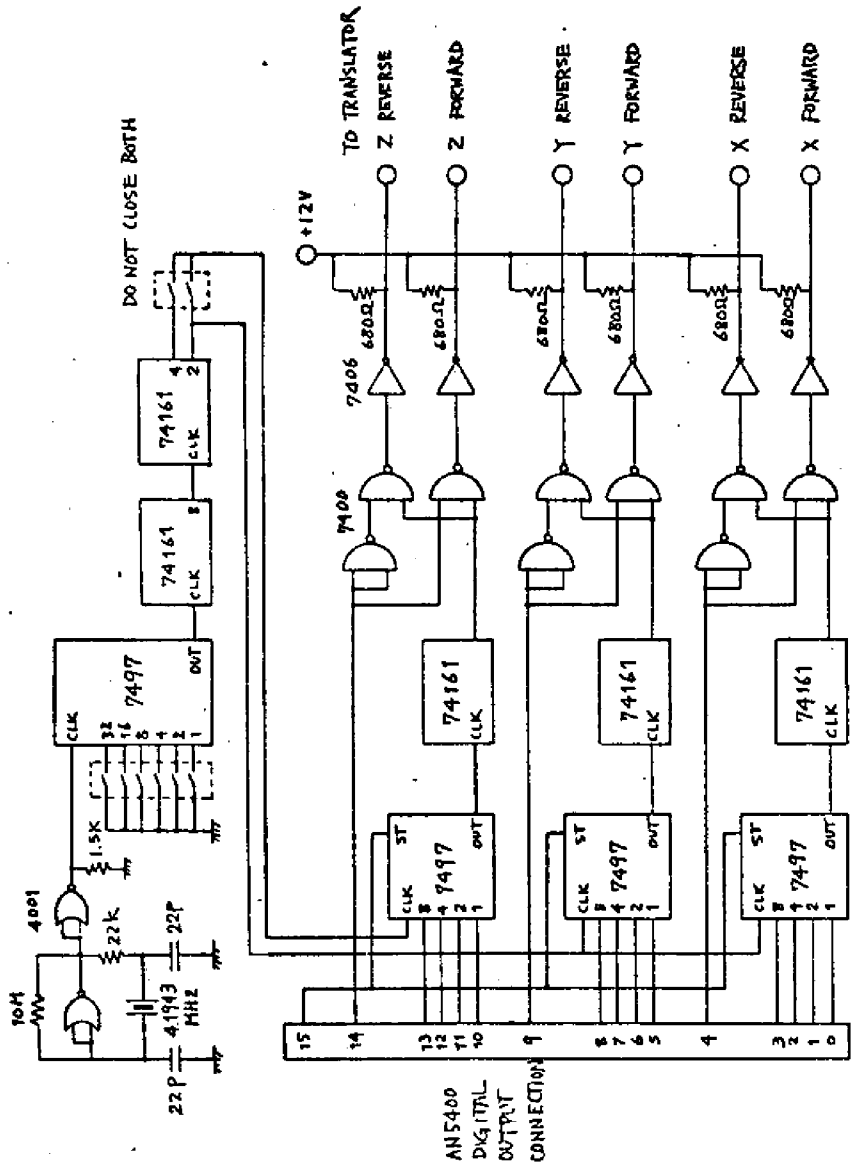 10M
4001
22K
1.5K
22P
4.1943
MHZ
22P
CLK
7497
32
16
8
4
2
1
OUT
74161
CLK
8
74161
CLK
4
2
DO NOT CLOSE BOTH
TO TRANSLATOR
+12V
AN5400
DIGITAL
OUTPUT
CONNECTION
15
14
13
12
11
10
9
8
7
6
5
4
3
2
1
0
CLK
ST
7497
8
4
2
1
OUT
74161
CLK
7400
7406
680Ω
680Ω
Z REVERSE
Z FORWARD
CLK
ST
7497
8
4
2
1
OUT
74161
CLK
680Ω
680Ω
Y REVERSE
Y FORWARD
CLK
ST
7497
8
4
2
1
OUT
74161
CLK
680Ω
680Ω
X REVERSE
X FORWARD